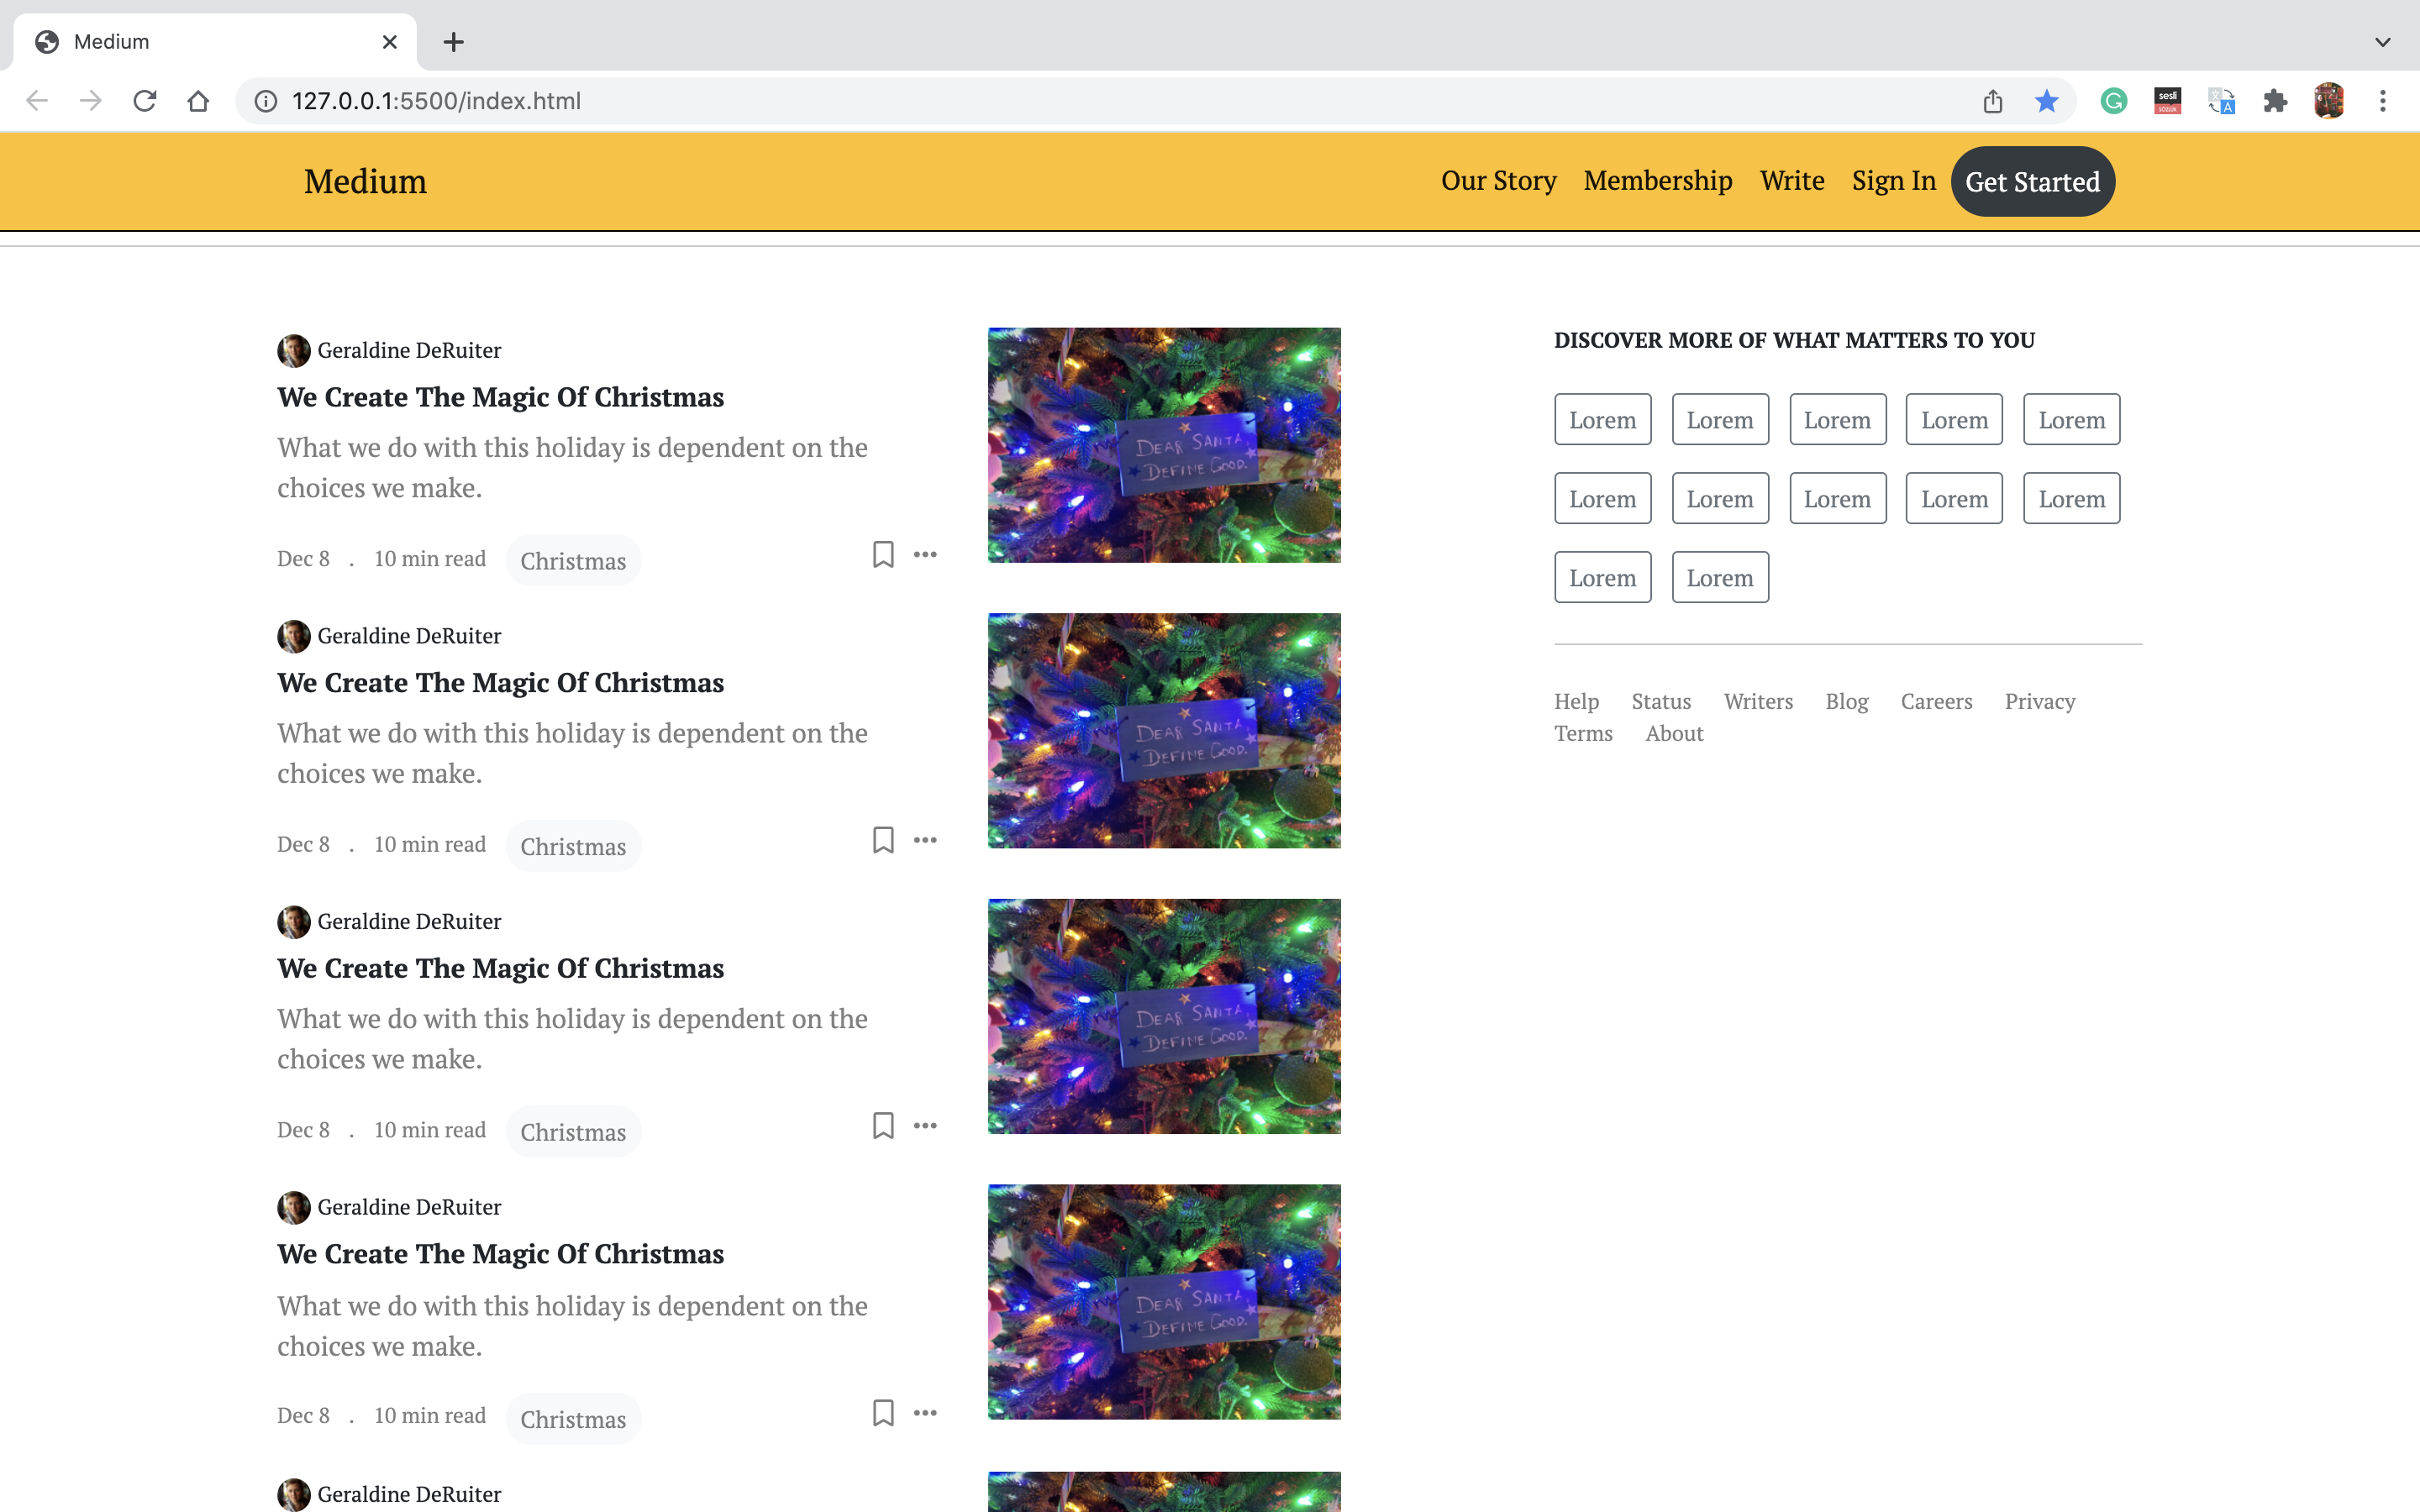 Medium
127.0.0.1:5500/index.html
sesli
sözlük
Medium
Our Story Membership Write Sign In Get Started
Geraldine DeRuiter
We Create The Magic Of Christmas
What we do with this holiday is dependent on the
choices we make.
Dec 8 . 10 min read Christmas
DEAR SANTA,
DEFINE GOOD.
Geraldine DeRuiter
We Create The Magic Of Christmas
What we do with this holiday is dependent on the
choices we make.
Dec 8 . 10 min read Christmas
DEAR SANTA,
DEFINE GOOD.
Geraldine DeRuiter
We Create The Magic Of Christmas
What we do with this holiday is dependent on the
choices we make.
Dec 8 . 10 min read Christmas
DEAR SANTA,
DEFINE GOOD.
Geraldine DeRuiter
We Create The Magic Of Christmas
What we do with this holiday is dependent on the
choices we make.
Dec 8 . 10 min read Christmas
DEAR SANTA,
DEFINE GOOD.
Geraldine DeRuiter
DISCOVER MORE OF WHAT MATTERS TO YOU
Lorem Lorem Lorem Lorem Lorem
Lorem Lorem Lorem Lorem Lorem
Lorem Lorem
Help Status Writers Blog Careers Privacy
Terms About